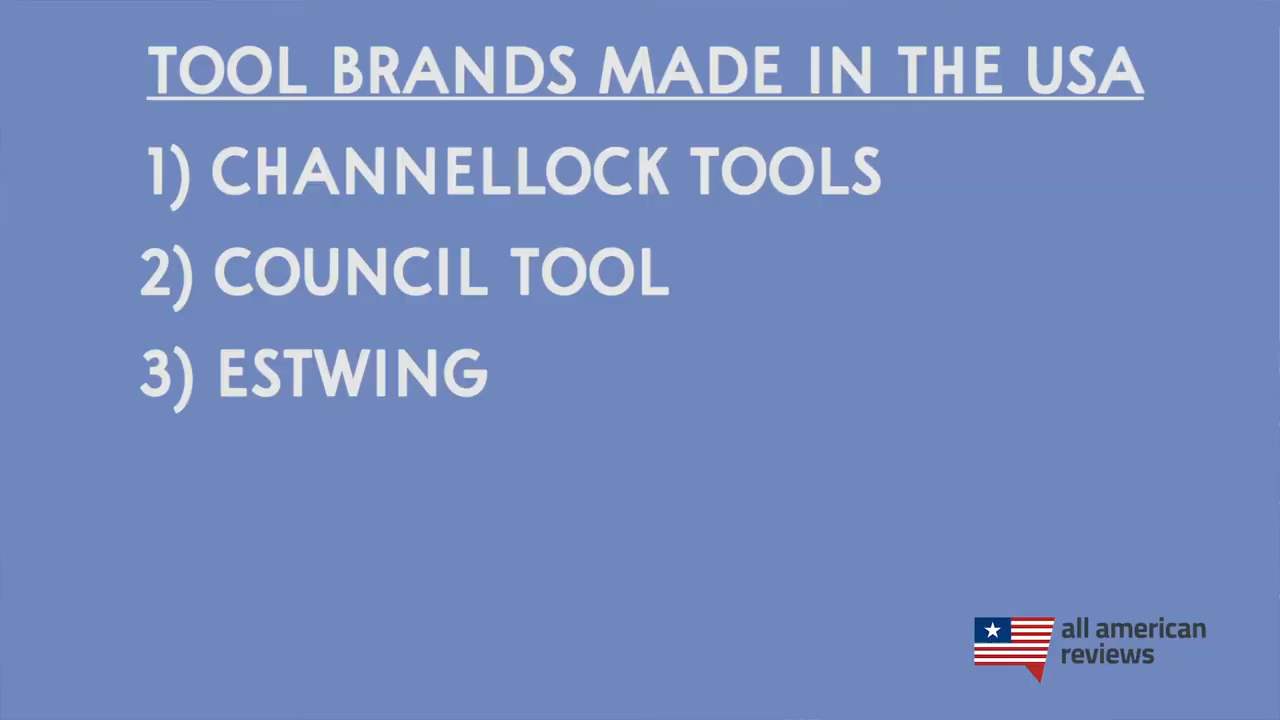 TOOL BRANDS MADE IN THE USA
1) CHANNELLOCK TOOLS
2) COUNCIL TOOL
3) ESTWING
all american
reviews